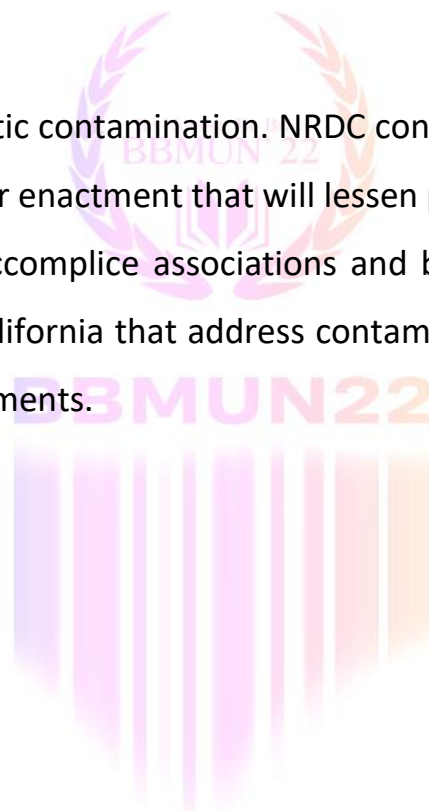 tic contamination. NRDC con
BBMUN'22
r enactment that will lessen
ccomplice associations and b
lifornia that address contam
ments.
BBMUN22